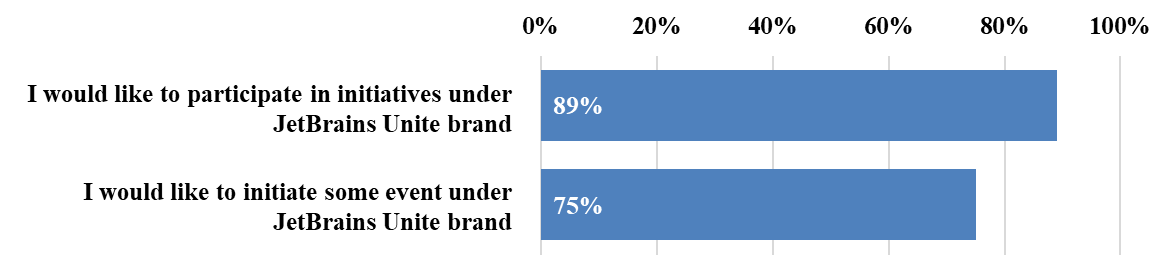 0% 20% 40% 60% 80% 100%
I would like to participate in initiatives under
JetBrains Unite brand
89%
I would like to initiate some event under
JetBrains Unite brand
75%